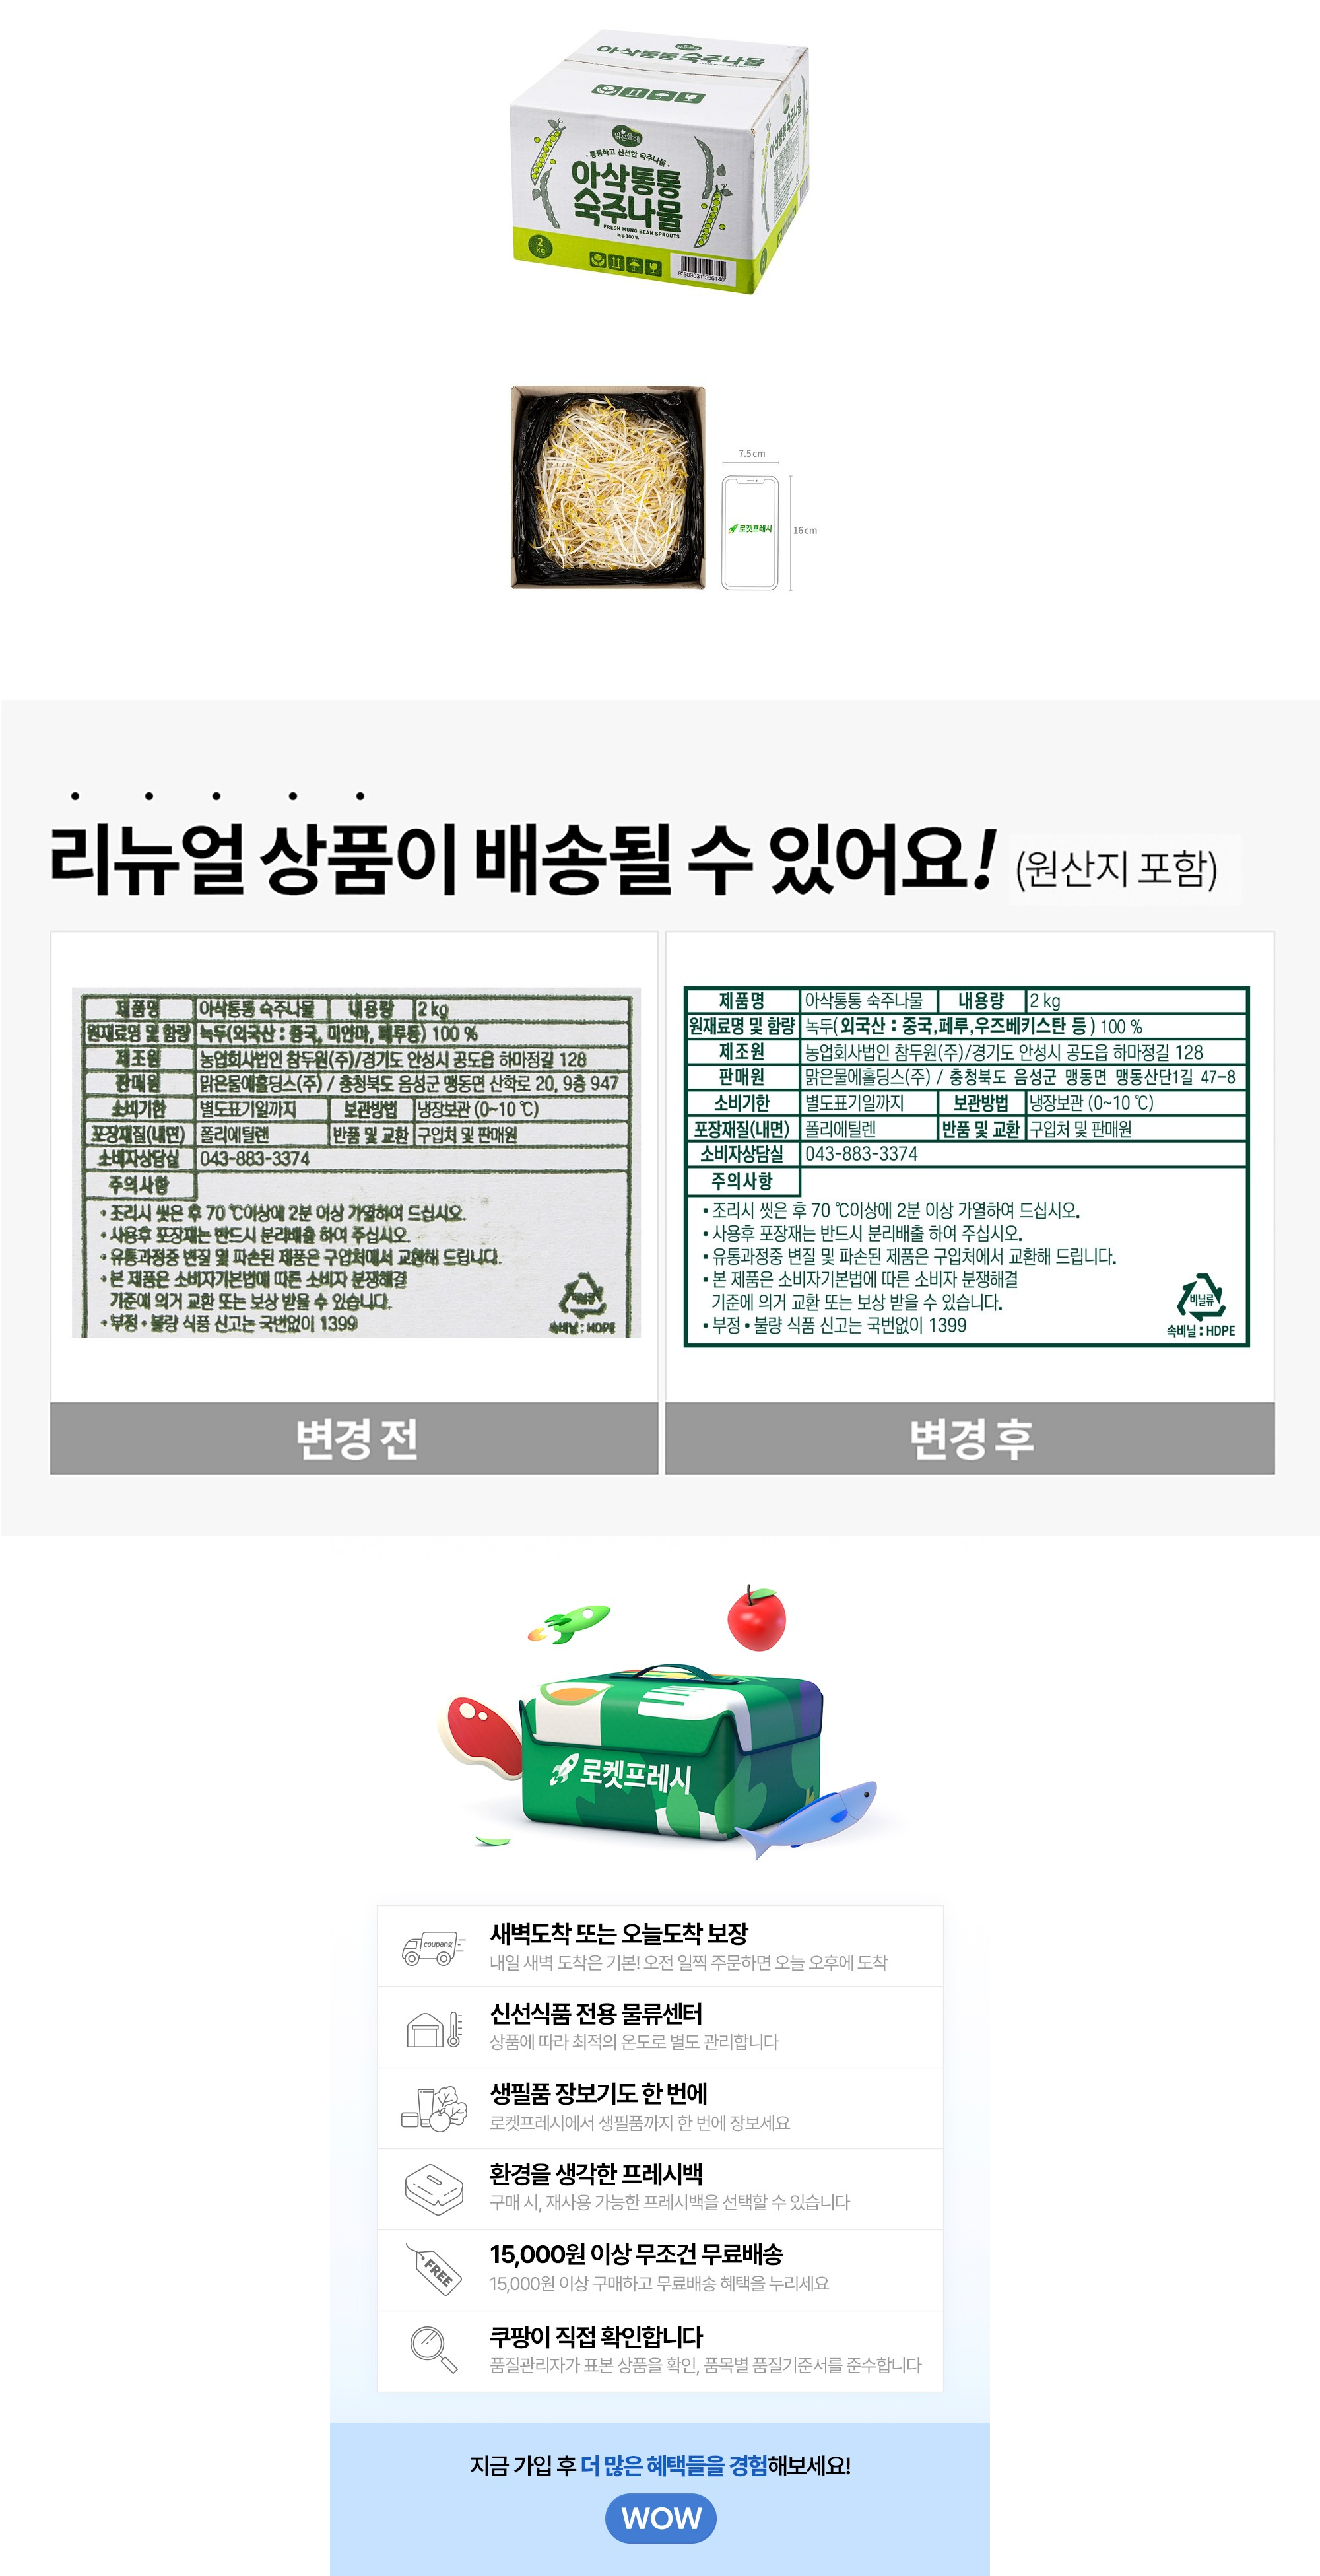 아삭통통숙주나물
맑은물에
• 통통하고 신선한 숙주나물 •
아삭통통
숙주나물
FRESH MUNG BEAN SPROUTS
녹두 100 %
2
kg
7.5cm
로켓프레시
16cm
리뉴얼 상품이 배송될 수 있어요! (원산지 포함)
제품명 아삭통통 숙주나물 내용량 2 kg
원재료명 및 함량 녹두(외국산 : 중국, 미얀마, 페루등) 100 %
제조원 농업회사법인 참두원(주)/경기도 안성시 공도읍 하마정길 128
판매원 맑은물에홀딩스(주) / 충청북도 음성군 맹동면 산학로 20, 9층 947
소비기한 별도표기일까지 보관방법 냉장보관 (0~10 ℃)
포장재질(내면) 폴리에틸렌 반품 및 교환 구입처 및 판매원
소비자상담실 043-883-3374
주의사항
• 조리시 씻은 후 70 ℃이상에 2분 이상 가열하여 드십시오.
• 사용후 포장재는 반드시 분리배출 하여 주십시오.
• 유통과정중 변질 및 파손된 제품은 구입처에서 교환해 드립니다.
• 본 제품은 소비자기본법에 따른 소비자 분쟁해결
기준에 의거 교환 또는 보상 받을 수 있습니다.
• 부정 • 불량 식품 신고는 국번없이 1399
속비닐 : HDPE
변경 전
제품명 아삭통통 숙주나물 내용량 2 kg
원재료명 및 함량 녹두(외국산 : 중국,페루,우즈베키스탄 등) 100 %
제조원 농업회사법인 참두원(주)/경기도 안성시 공도읍 하마정길 128
판매원 맑은물에홀딩스(주) / 충청북도 음성군 맹동면 맹동산단1길 47-8
소비기한 별도표기일까지 보관방법 냉장보관 (0~10 ℃)
포장재질(내면) 폴리에틸렌 반품 및 교환 구입처 및 판매원
소비자상담실 043-883-3374
주의사항
• 조리시 씻은 후 70 ℃이상에 2분 이상 가열하여 드십시오.
• 사용후 포장재는 반드시 분리배출 하여 주십시오.
• 유통과정중 변질 및 파손된 제품은 구입처에서 교환해 드립니다.
• 본 제품은 소비자기본법에 따른 소비자 분쟁해결
기준에 의거 교환 또는 보상 받을 수 있습니다.
• 부정 • 불량 식품 신고는 국번없이 1399
비닐류
속비닐 : HDPE
변경 후
로켓프레시
coupang
새벽도착 또는 오늘도착 보장
내일 새벽 도착은 기본! 오전 일찍 주문하면 오늘 오후에 도착
신선식품 전용 물류센터
상품에 따라 최적의 온도로 별도 관리합니다
생필품 장보기도 한 번에
로켓프레시에서 생필품까지 한 번에 장보세요
환경을 생각한 프레시백
구매 시, 재사용 가능한 프레시백을 선택할 수 있습니다
FREE
15,000원 이상 무조건 무료배송
15,000원 이상 구매하고 무료배송 혜택을 누리세요
쿠팡이 직접 확인합니다
품질관리자가 표본 상품을 확인, 품목별 품질기준서를 준수합니다
지금 가입 후 더 많은 혜택들을 경험해보세요!
WOW